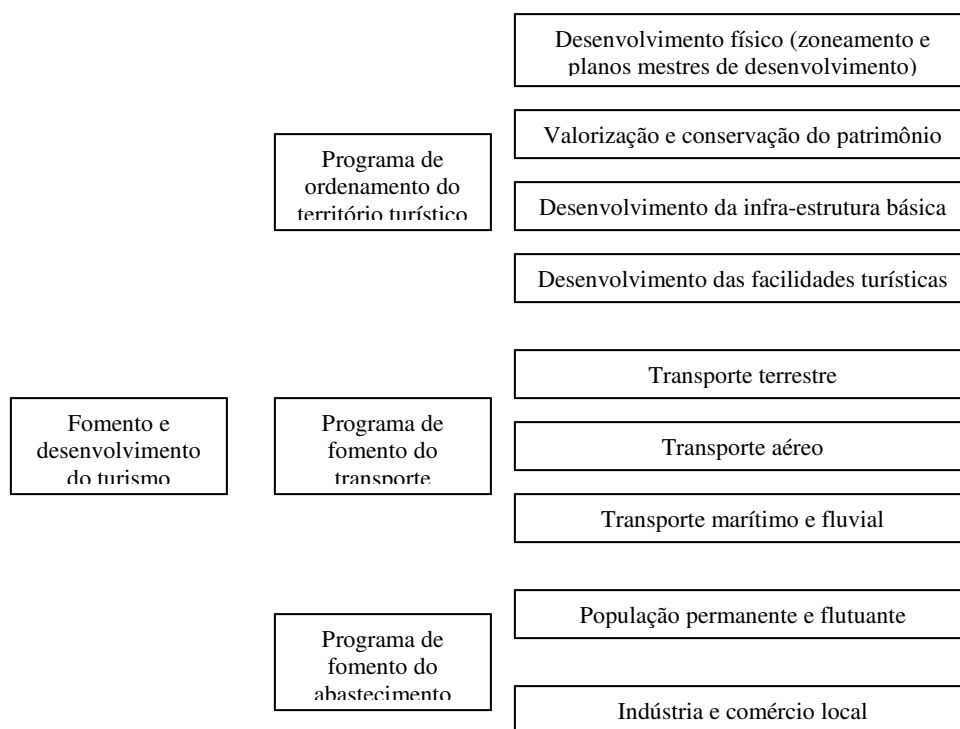 Desenvolvimento físico (zoneamento e
planos mestres de desenvolvimento)
Programa de
ordenamento do
território turístico
Valorização e conservação do patrimônio
Desenvolvimento da infra-estrutura básica
Desenvolvimento das facilidades turísticas
Fomento e
desenvolvimento
do turismo
Programa de
fomento do
transporte
Transporte terrestre
Transporte aéreo
Transporte marítimo e fluvial
Programa de
fomento do
abastecimento
População permanente e flutuante
Indústria e comércio local